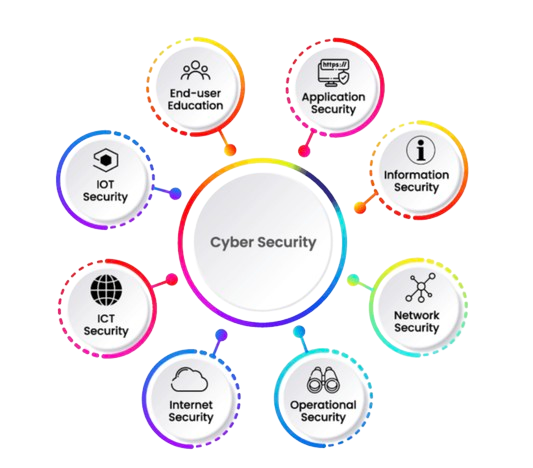 End-user
Education
https://
Application
Security
IOT
Security
i
Information
Security
Cyber Security
ICT
Security
Network
Security
Internet
Security
Operational
Security